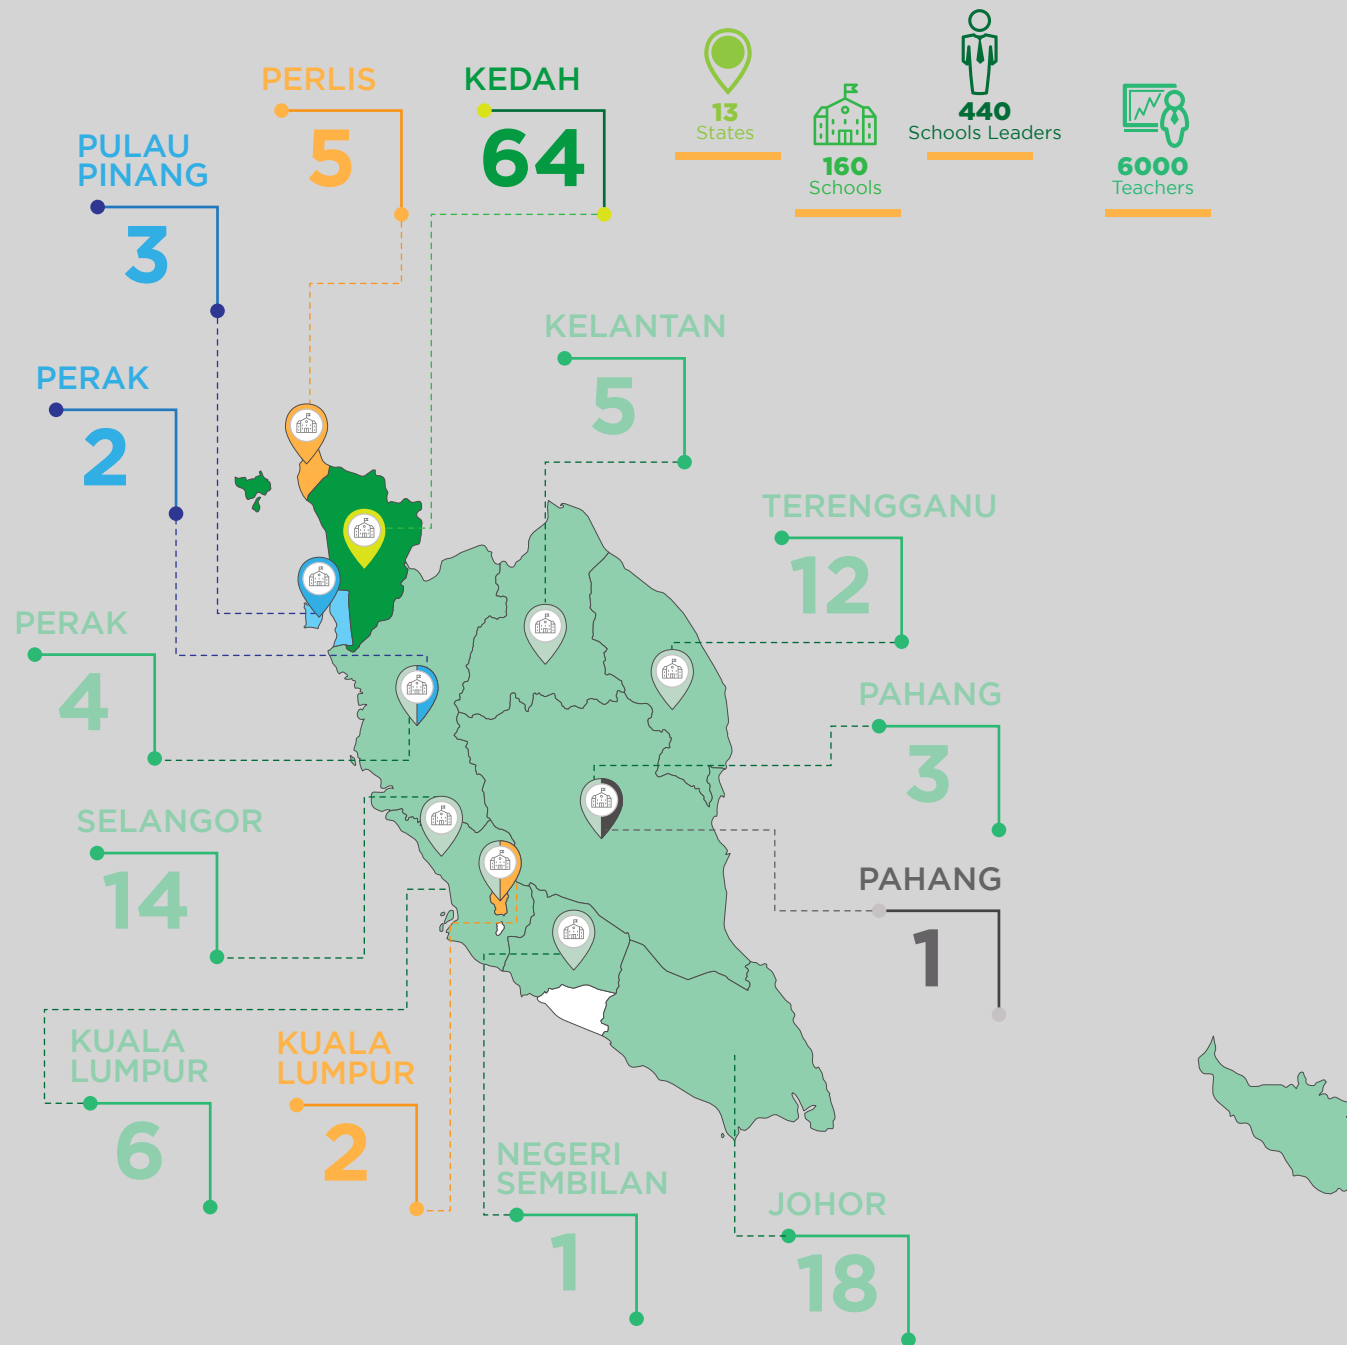 13
States
160
Schools
440
Schools Leaders
6000
Teachers
PERLIS
5
KEDAH
64
PULAU
PINANG
3
KELANTAN
5
PERAK
2
TERENGGANU
12
PERAK
4
PAHANG
3
SELANGOR
14
PAHANG
1
KUALA
LUMPUR
6
KUALA
LUMPUR
2
NEGERI
SEMBILAN
1
JOHOR
18